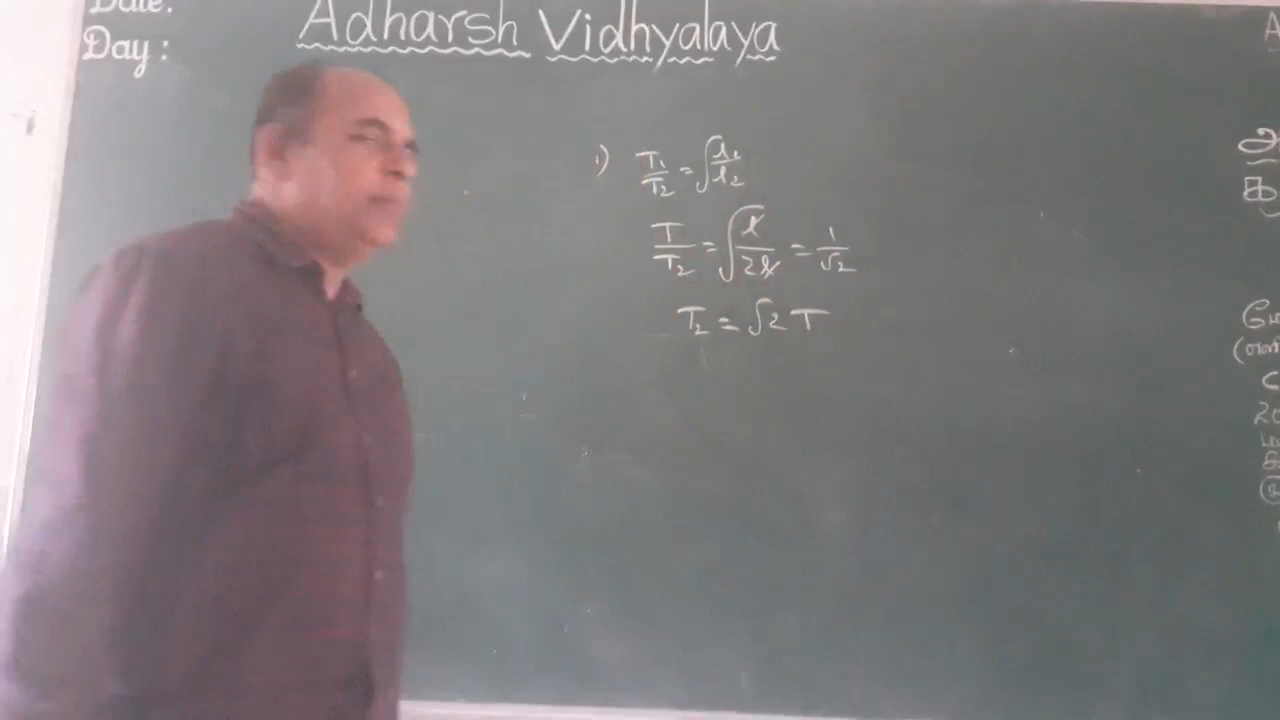 Date:
Day :
Adharsh Vidhyalaya
1) T₁/T₂ = √(l₁/l₂)
T/T₂ = √(l/2l) = 1/√2
T₂ = √2 T